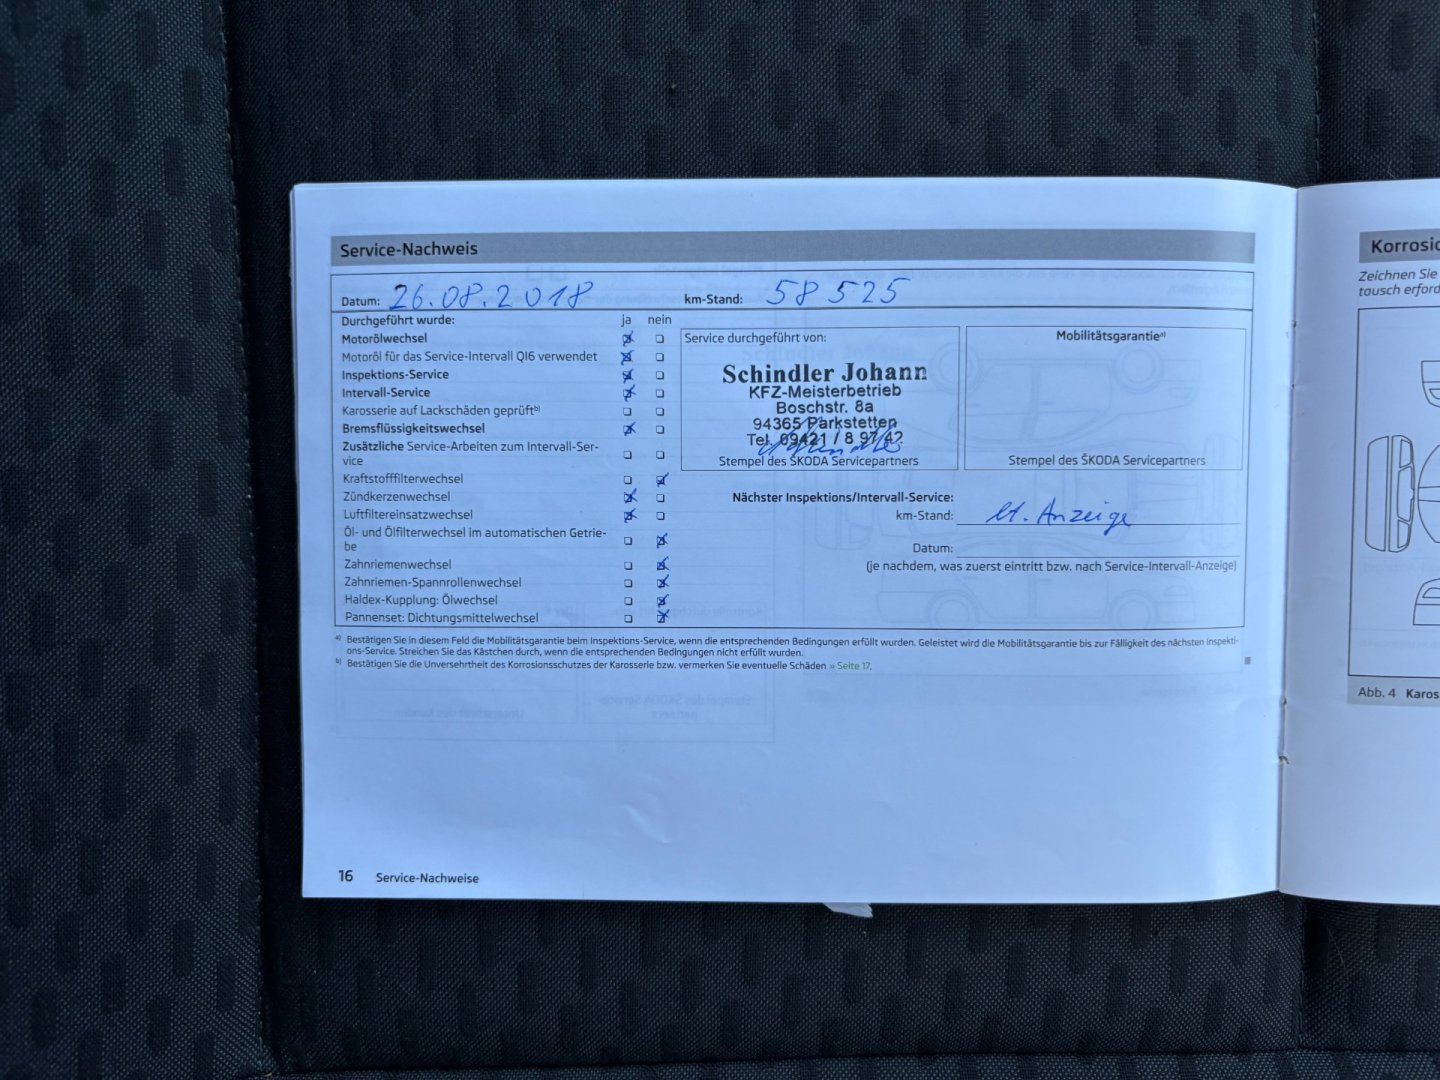 Service-Nachweis
Datum: 26.08.2018 km-Stand: 58 525
Durchgeführt wurde: ja nein
Motorölwechsel
Motoröl für das Service-Intervall QI6 verwendet
Inspektions-Service
Intervall-Service
Karosserie auf Lackschäden geprüft b)
Bremsflüssigkeitswechsel
Zusätzliche Service-Arbeiten zum Intervall-Ser-
vice
Kraftstofffilterwechsel
Zündkerzenwechsel
Luftfiltereinsatzwechsel
Öl- und Ölfilterwechsel im automatischen Getrie-
be
Zahnriemenwechsel
Zahnriemen-Spannrollenwechsel
Haldex-Kupplung: Ölwechsel
Pannenset: Dichtungsmittelwechsel
Service durchgeführt von:
Schindler Johann
KFZ-Meisterbetrieb
Boschstr. 8a
94365 Parkstetten
Tel. 09421 / 8 97 42
Stempel des ŠKODA Servicepartners
Mobilitätsgarantie a)
Stempel des ŠKODA Servicepartners
Nächster Inspektions/Intervall-Service:
km-Stand: lt. Anzeige
Datum:
(je nachdem, was zuerst eintritt bzw. nach Service-Intervall-Anzeige)
a) Bestätigen Sie in diesem Feld die Mobilitätsgarantie beim Inspektions-Service, wenn die entsprechenden Bedingungen erfüllt wurden. Geleistet wird die Mobilitätsgarantie bis zur Fälligkeit des nächsten Inspekti-
ons-Service. Streichen Sie das Kästchen durch, wenn die entsprechenden Bedingungen nicht erfüllt wurden.
b) Bestätigen Sie die Unversehrtheit des Korrosionsschutzes der Karosserie bzw. vermerken Sie eventuelle Schäden » Seite 17.
16 Service-Nachweise
Korrosio
Zeichnen Sie
tausch erford
Abb. 4 Karos